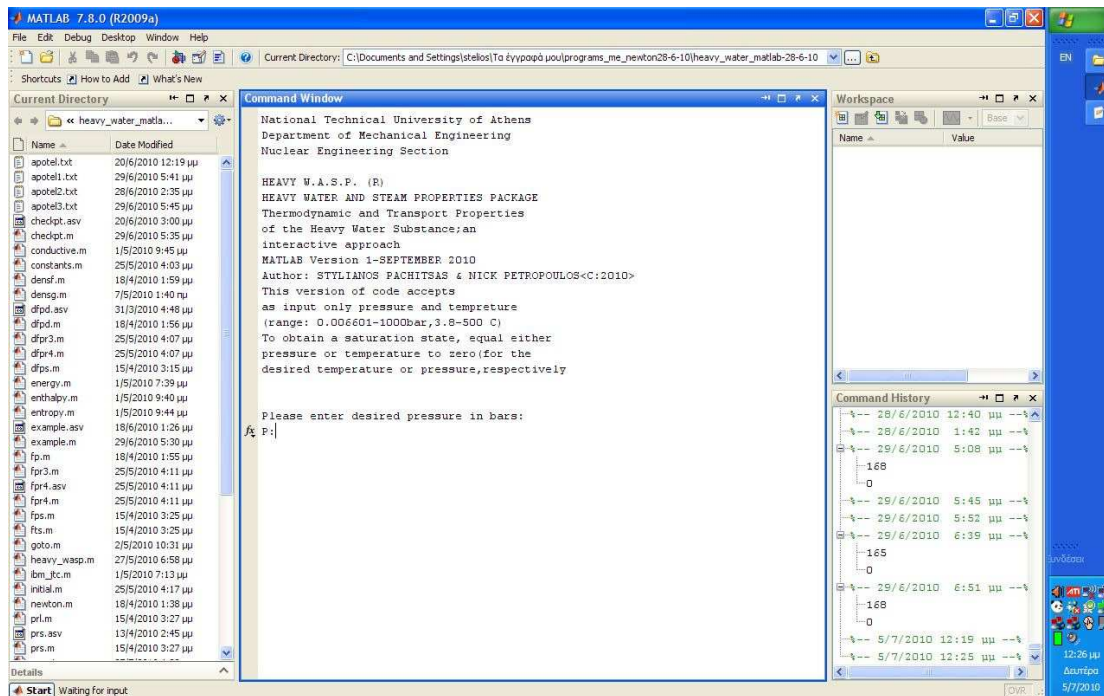 MATLAB 7.8.0 (R2009a)
File Edit Debug Desktop Window Help
Current Directory: C:\Documents and Settings\stelios\Τα έγγραφά μου\programs_me_newton28-6-10\heavy_water_matlab-28-6-10
Shortcuts How to Add What's New
Current Directory
« heavy_water_matla...
Name Date Modified
apotel.txt 20/6/2010 12:19 μμ
apotel1.txt 29/6/2010 5:41 μμ
apotel2.txt 28/6/2010 2:35 μμ
apotel3.txt 29/6/2010 5:45 μμ
checkpt.asv 20/6/2010 3:00 μμ
checkpt.m 29/6/2010 5:35 μμ
conductive.m 1/5/2010 9:45 μμ
constants.m 25/5/2010 4:03 μμ
densf.m 18/4/2010 1:59 μμ
densg.m 7/5/2010 1:40 πμ
dfpd.asv 31/3/2010 4:48 μμ
dfpd.m 18/4/2010 1:56 μμ
dfpr3.m 25/5/2010 4:07 μμ
dfpr4.m 25/5/2010 4:07 μμ
dfps.m 15/4/2010 3:15 μμ
energy.m 1/5/2010 7:39 μμ
enthalpy.m 1/5/2010 9:40 μμ
entropy.m 1/5/2010 9:44 μμ
example.asv 18/6/2010 1:26 μμ
example.m 29/6/2010 5:30 μμ
fp.m 18/4/2010 1:55 μμ
fpr3.m 25/5/2010 4:11 μμ
fpr4.asv 25/5/2010 4:11 μμ
fpr4.m 25/5/2010 4:11 μμ
fps.m 15/4/2010 3:25 μμ
fts.m 15/4/2010 3:25 μμ
goto.m 2/5/2010 10:31 μμ
heavy_wasp.m 27/5/2010 6:58 μμ
ibm_jtc.m 1/5/2010 7:13 μμ
initial.m 25/5/2010 4:17 μμ
newton.m 18/4/2010 1:38 μμ
prl.m 15/4/2010 3:27 μμ
prs.asv 13/4/2010 2:45 μμ
prs.m 15/4/2010 3:27 μμ
Details
Start Waiting for input
Command Window
National Technical University of Athens
Department of Mechanical Engineering
Nuclear Engineering Section
HEAVY W.A.S.P. (R)
HEAVY WATER AND STEAM PROPERTIES PACKAGE
Thermodynamic and Transport Properties
of the Heavy Water Substance;an
interactive approach
MATLAB Version 1-SEPTEMBER 2010
Author: STYLIANOS PACHITSAS & NICK PETROPOULOS<C:2010>
This version of code accepts
as input only pressure and tempreture
(range: 0.006601-1000bar,3.8-500 C)
To obtain a saturation state, equal either
pressure or temperature to zero(for the
desired temperature or pressure,respectively
Please enter desired pressure in bars:
fx P:
Workspace
Base
Name Value
Command History
%-- 28/6/2010 12:40 μμ --%
%-- 28/6/2010 1:42 μμ --%
%-- 29/6/2010 5:08 μμ --%
168
0
%-- 29/6/2010 5:45 μμ --%
%-- 29/6/2010 5:52 μμ --%
%-- 29/6/2010 6:39 μμ --%
165
0
%-- 29/6/2010 6:51 μμ --%
168
0
%-- 5/7/2010 12:19 μμ --%
%-- 5/7/2010 12:25 μμ --%
OVR
EN
12:26 μμ
Δευτέρα
5/7/2010